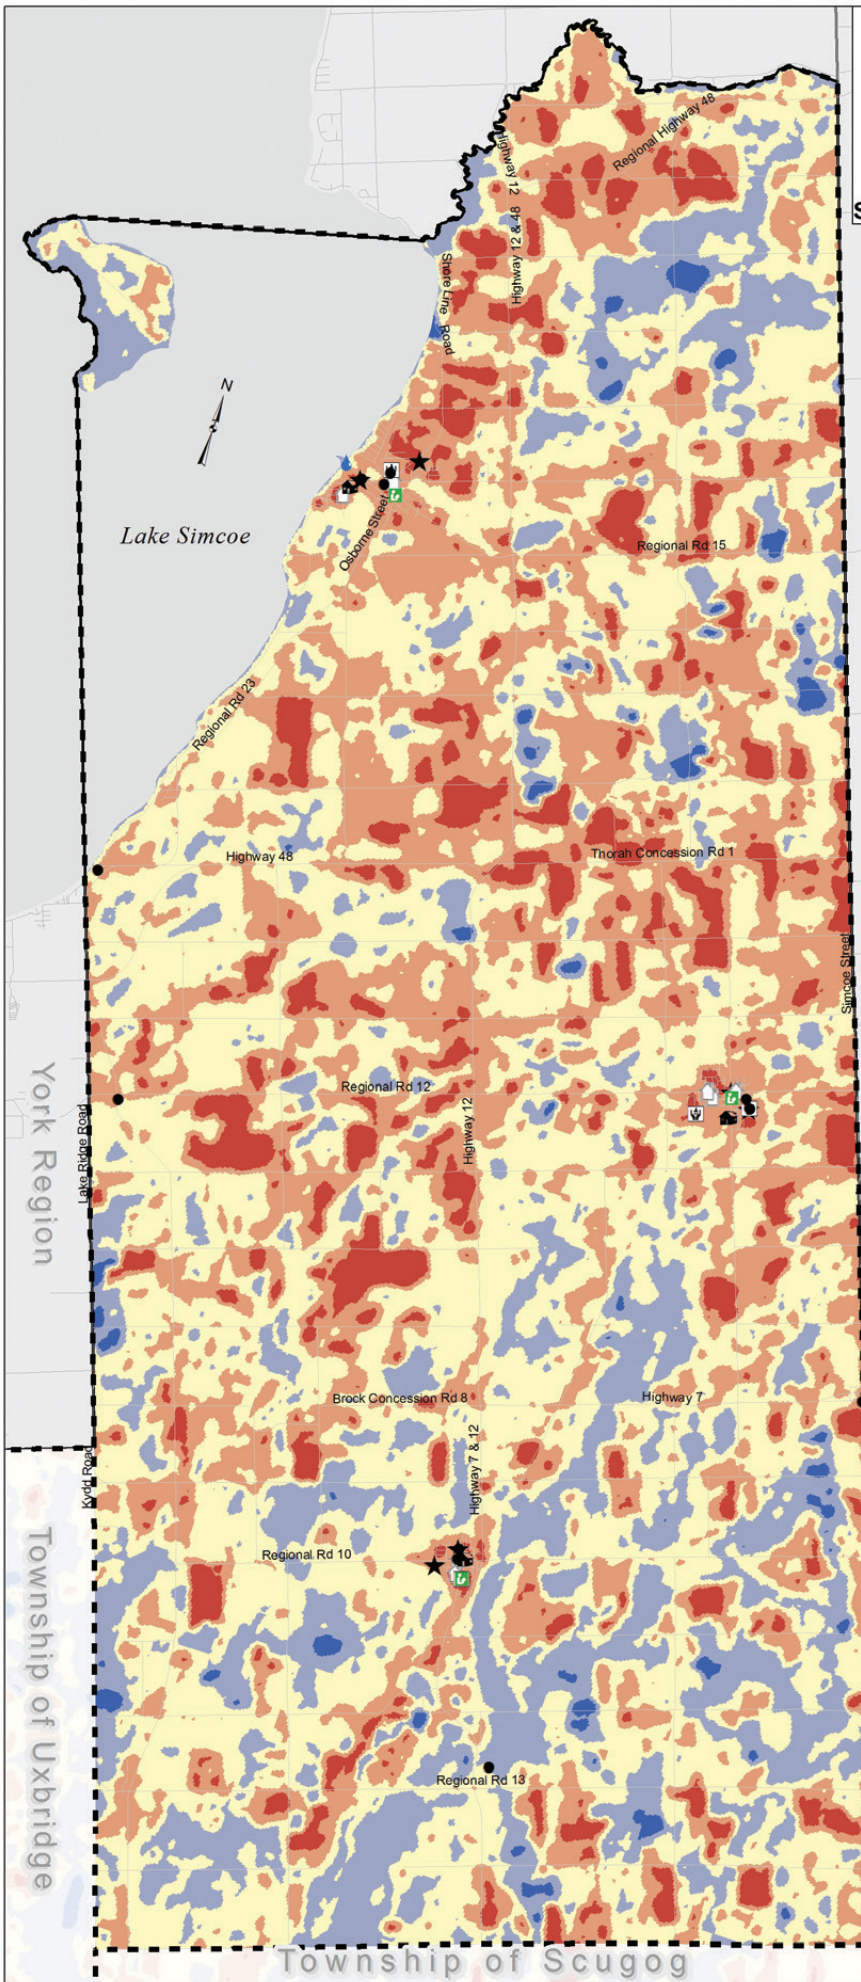 Regional Highway 48
Highway 12
S
Highway 12 & 48
Shore Line Road
N
Lake Simcoe
Osborne Street
Regional Rd 15
Regional Rd 23
Highway 48
Thorah Concession Rd 1
Simcoe Street
York Region
Lake Ridge Road
Regional Rd 12
Highway 12
Brock Concession Rd 8
Highway 7
Kydd Road
Highway 7 & 12
Regional Rd 10
Township of Uxbridge
Regional Rd 13
Township of Scugog